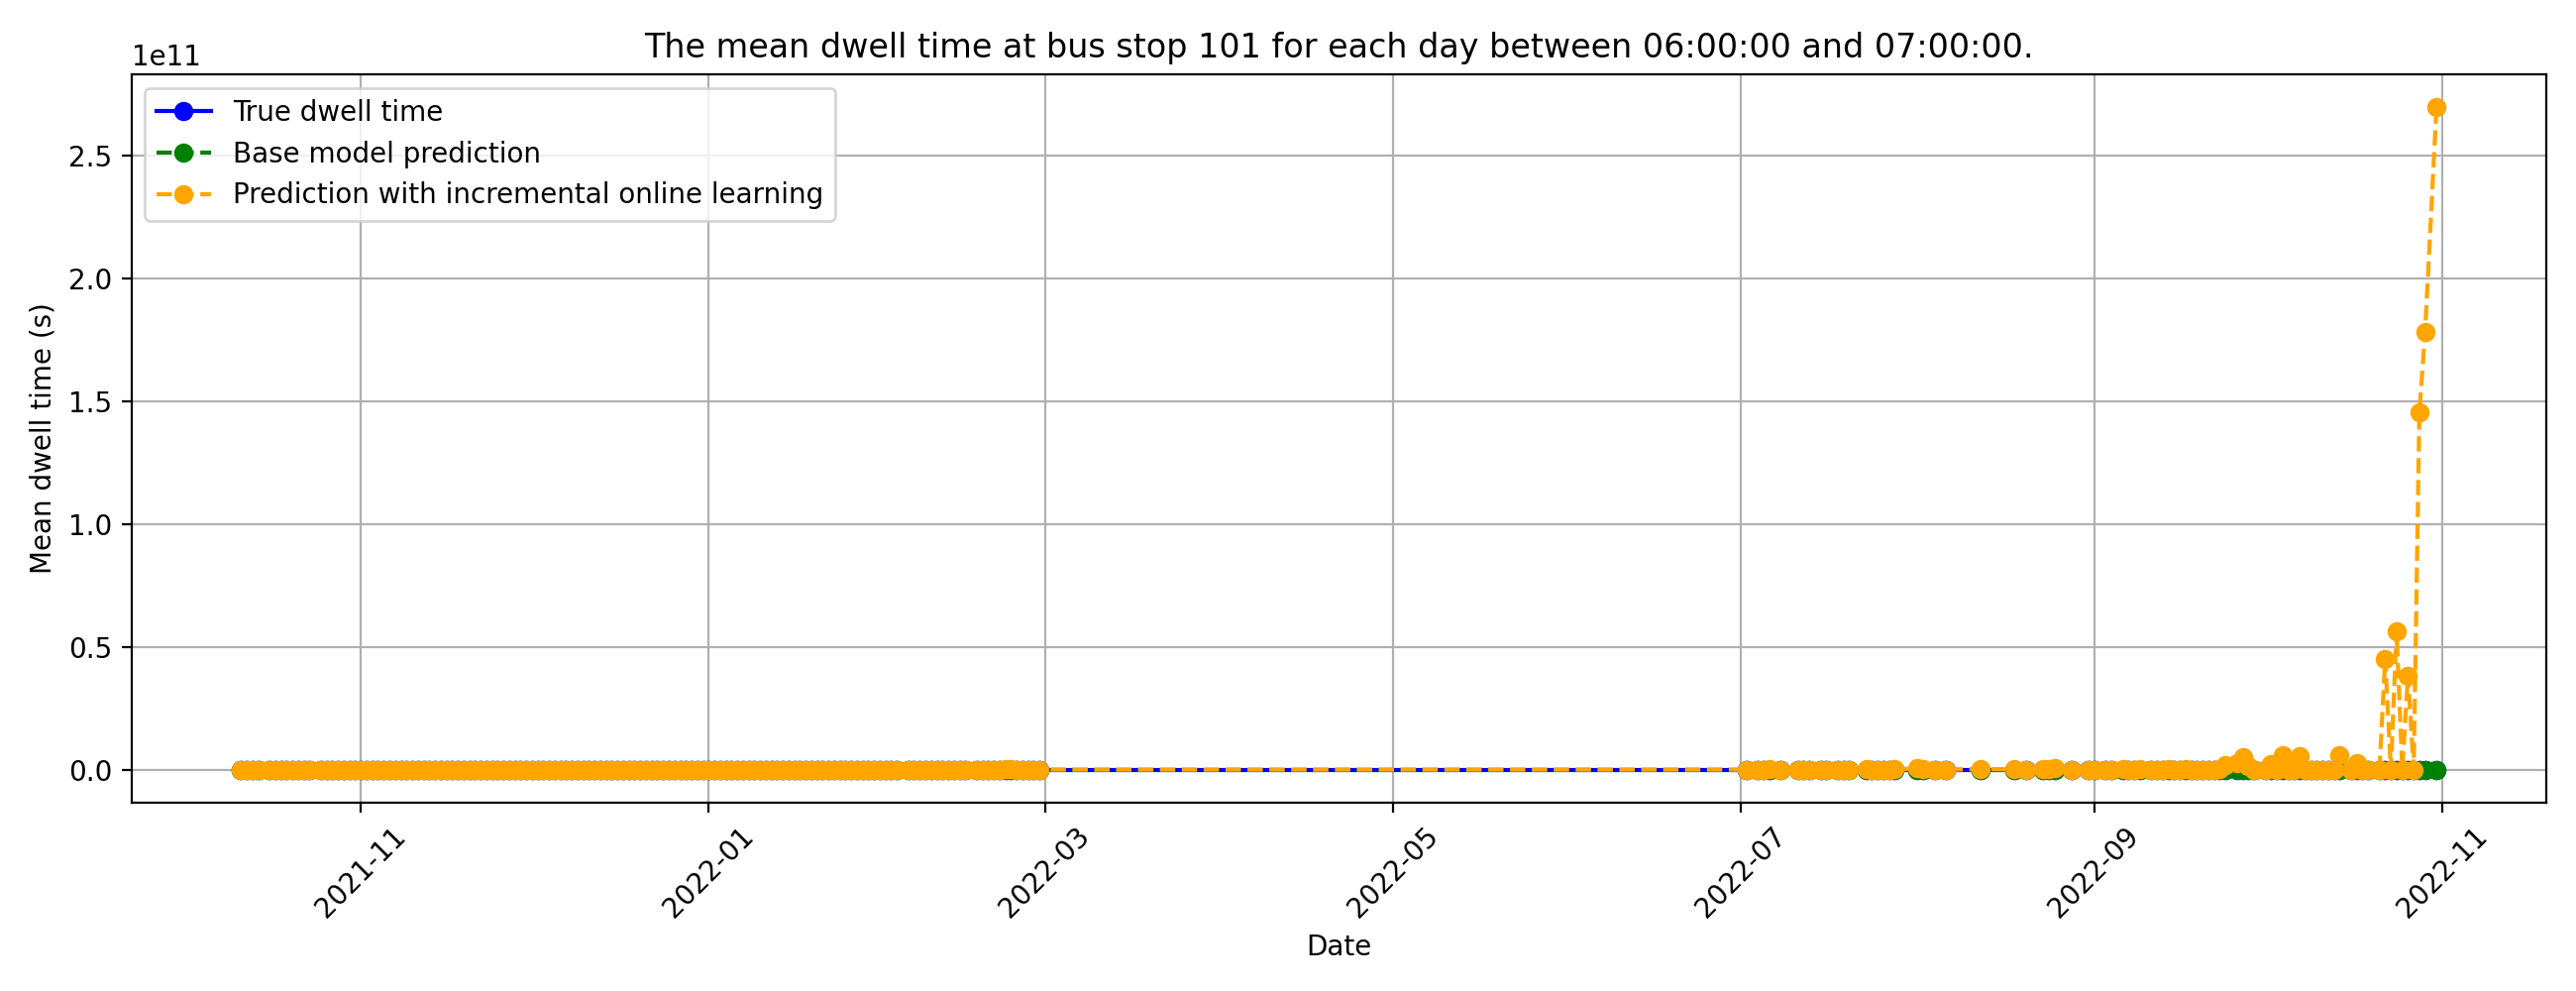 The mean dwell time at bus stop 101 for each day between 06:00:00 and 07:00:00.
1e11
True dwell time
Base model prediction
Prediction with incremental online learning
2.5
2.0
1.5
1.0
0.5
0.0
Mean dwell time (s)
2021-11
2022-01
2022-03
2022-05
2022-07
2022-09
2022-11
Date